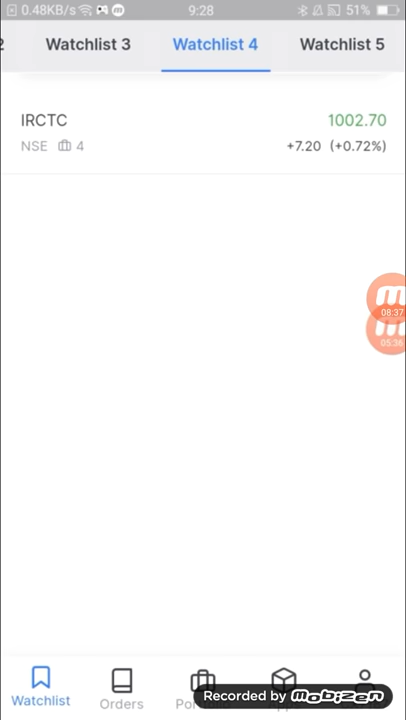 0.48KB/s 9:28 51%
2 Watchlist 3 Watchlist 4 Watchlist 5
IRCTC 1002.70
NSE 4 +7.20 (+0.72%)
08:37
05:36
Watchlist Orders
Recorded by mobizen